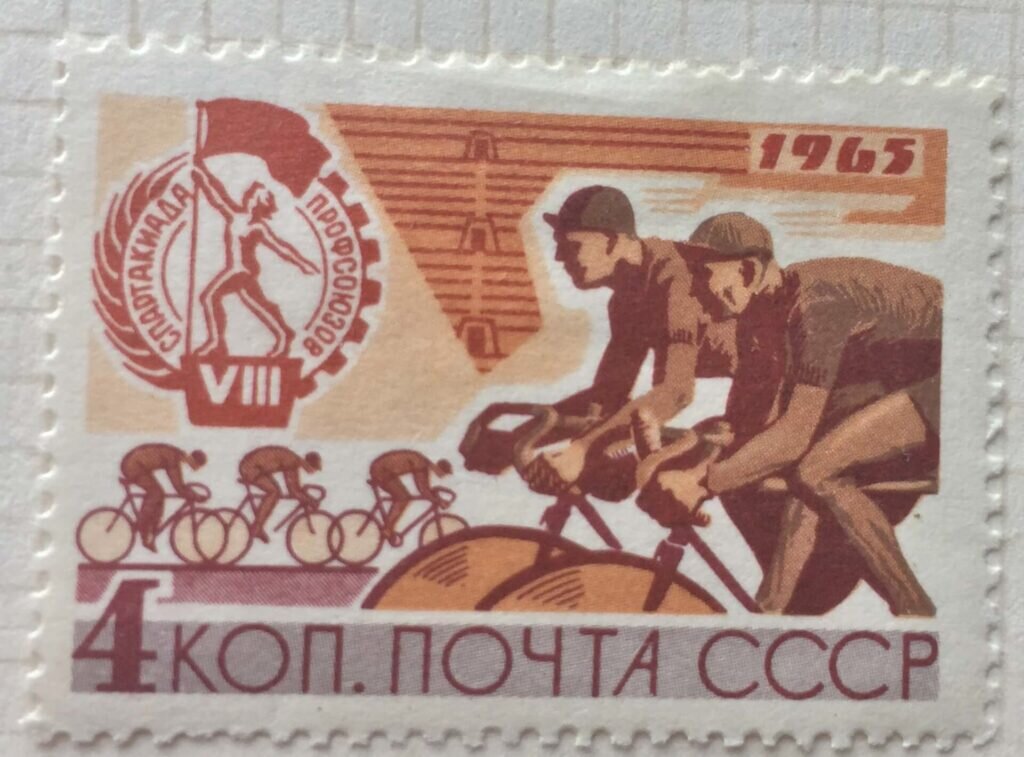 1965
СПАРТАКИАДА ПРОФСОЮЗОВ
VIII
4 КОП. ПОЧТА СССР